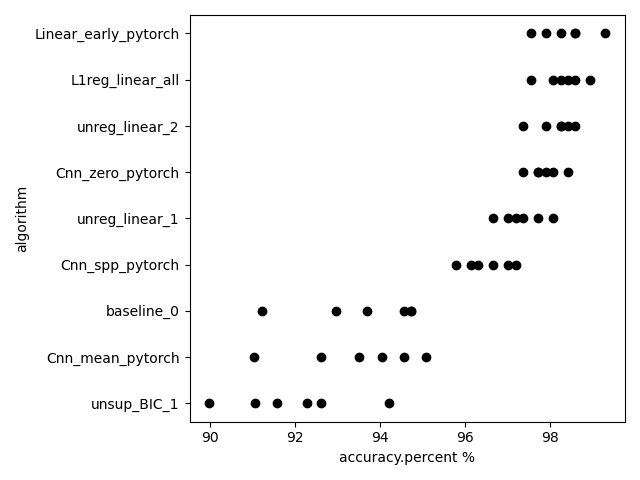 Linear_early_pytorch
L1reg_linear_all
unreg_linear_2
Cnn_zero_pytorch
unreg_linear_1
Cnn_spp_pytorch
baseline_0
Cnn_mean_pytorch
unsup_BIC_1
algorithm
90 92 94 96 98
accuracy.percent %